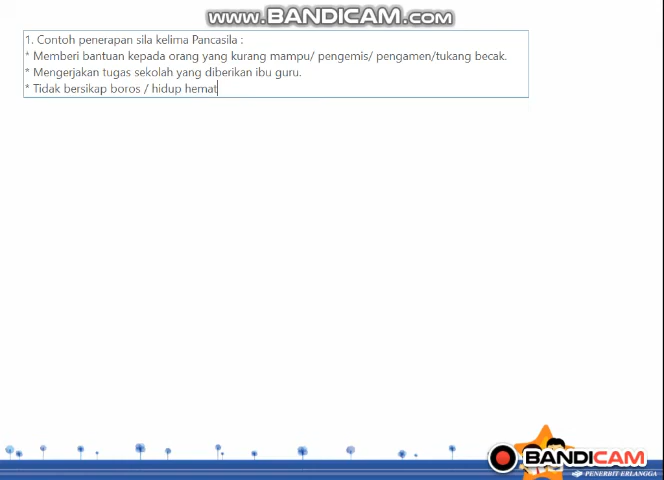 www.BANDICAM.com
1. Contoh penerapan sila kelima Pancasila :
* Memberi bantuan kepada orang yang kurang mampu/ pengemis/ pengamen/tukang becak.
* Mengerjakan tugas sekolah yang diberikan ibu guru.
* Tidak bersikap boros / hidup hemat
BANDICAM
PENERBIT ERLANGGA